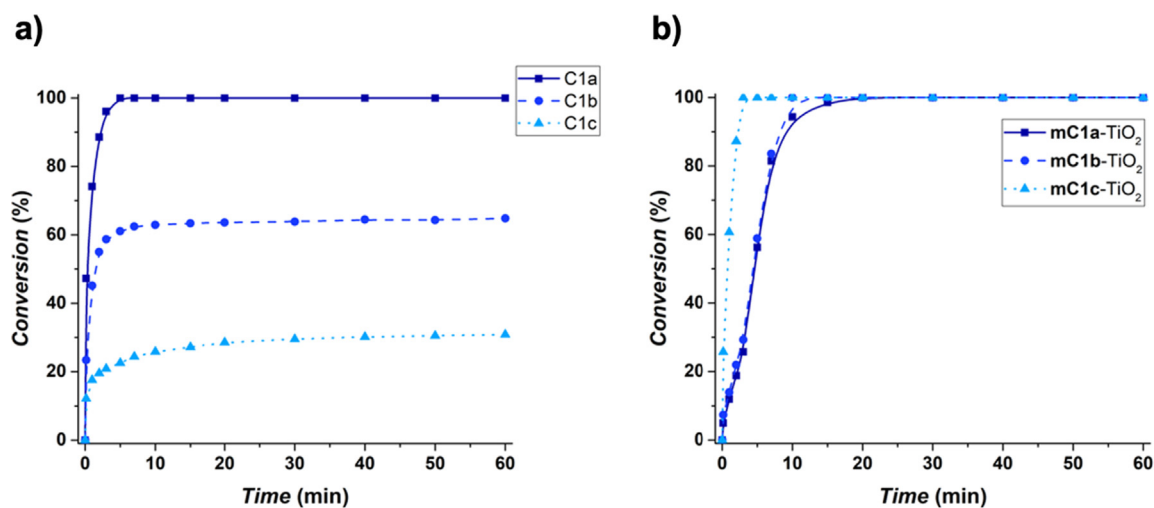 a)
C1a
C1b
C1c
100
80
60
40
20
0
Conversion (%)
0 10 20 30 40 50 60
Time (min)
b)
100
80
60
40
20
0
Conversion (%)
mC1a-TiO₂
mC1b-TiO₂
mC1c-TiO₂
0 10 20 30 40 50 60
Time (min)